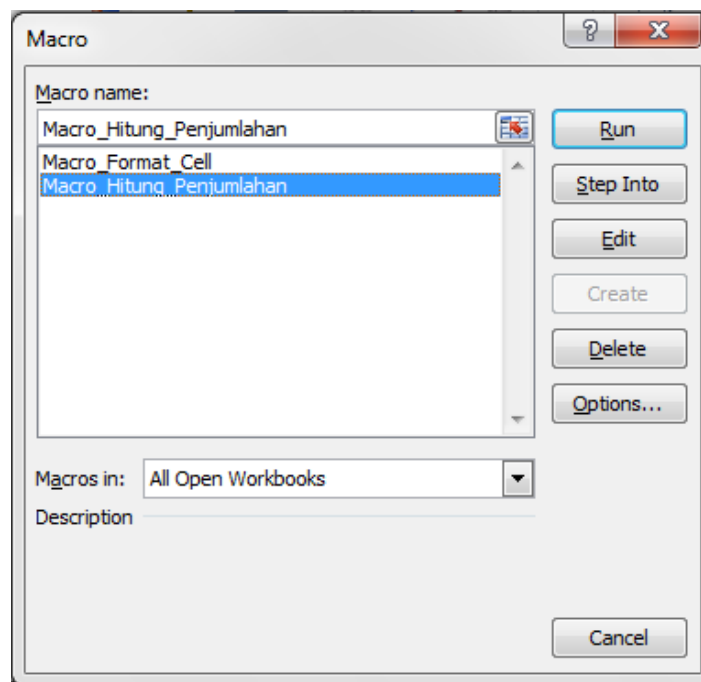 Macro
Macro name:
Macro_Hitung_Penjumlahan
Run
Macro_Format_Cell
Macro_Hitung_Penjumlahan
Step Into
Edit
Create
Delete
Options...
Macros in: All Open Workbooks
Description
Cancel